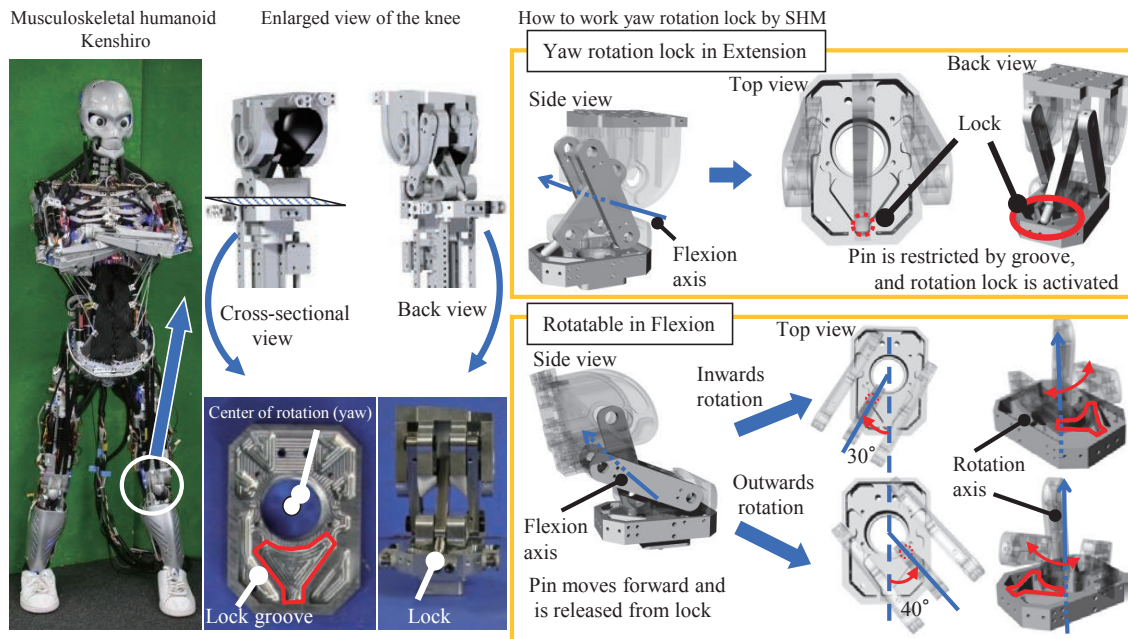 Musculoskeletal humanoid
Kenshiro
Enlarged view of the knee
Cross-sectional
view
Back view
Center of rotation (yaw)
Lock groove
Lock
How to work yaw rotation lock by SHM
Yaw rotation lock in Extension
Side view
Top view
Back view
Lock
Flexion
axis
Pin is restricted by groove,
and rotation lock is activated
Rotatable in Flexion
Side view
Top view
Inwards
rotation
30°
Flexion
axis
Outwards
rotation
Rotation
axis
40°
Pin moves forward and
is released from lock